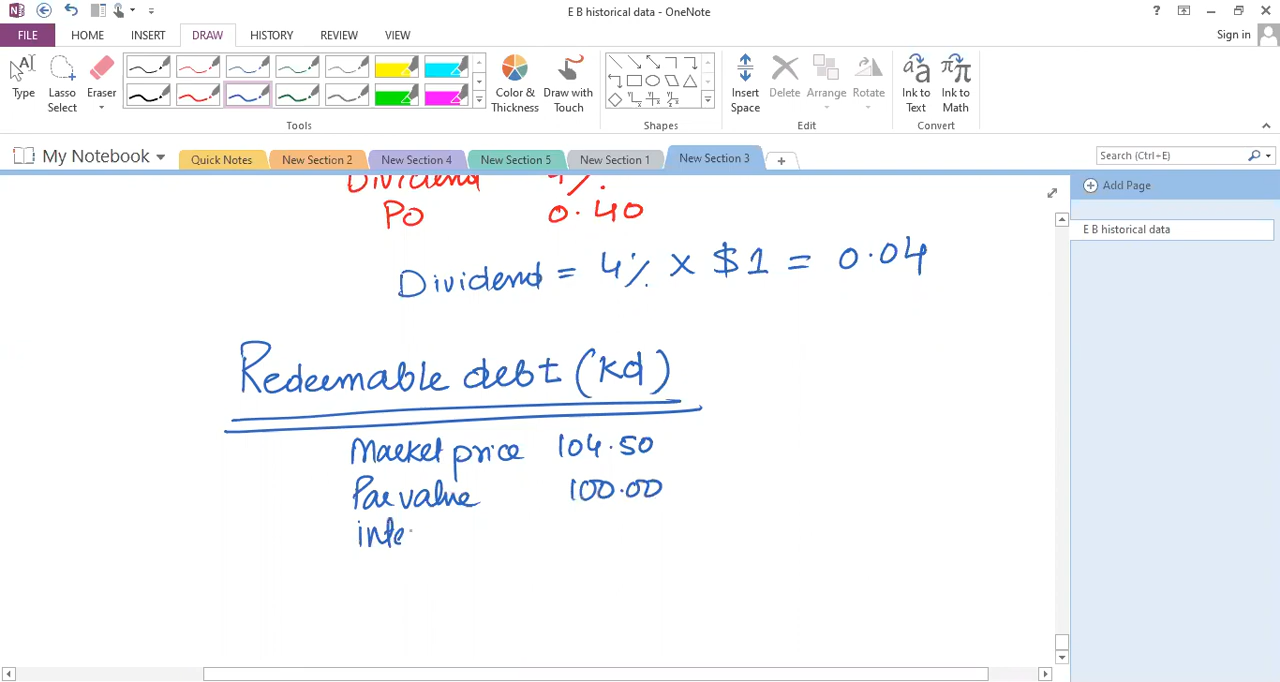 E B historical data - OneNote
?
FILE HOME INSERT DRAW HISTORY REVIEW VIEW Sign in
Type Lasso Select Eraser Color & Thickness Draw with Touch Insert Space Delete Arrange Rotate Ink to Text Ink to Math
Tools Shapes Edit Convert
My Notebook Quick Notes New Section 2 New Section 4 New Section 5 New Section 1 New Section 3 Search (Ctrl+E)
Add Page
E B historical data
Dividend 4%.
PO 0.40
Dividend = 4% × $1 = 0.04
Redeemable debt (Kd)
Market price 104.50
Par value 100.00
inte